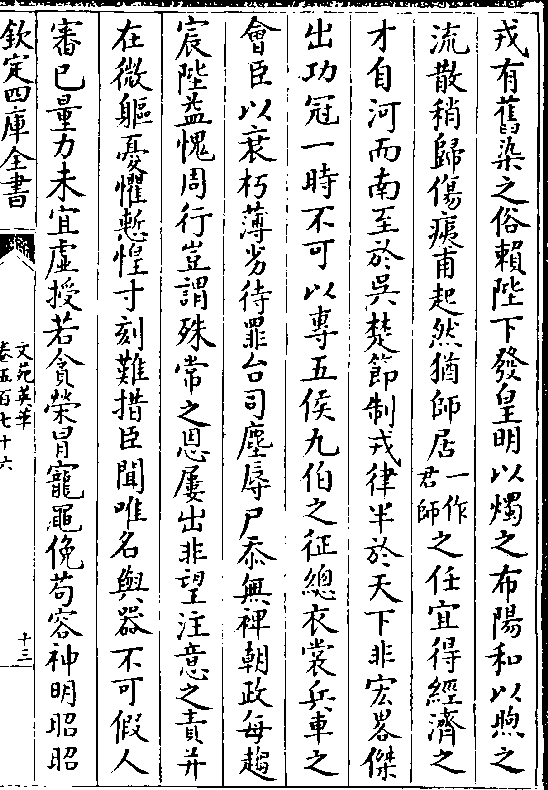 戎有舊染之俗賴陛下發皇明以燭之布陽和以煦之
流散稍歸傷痍甫起然猶師居一作君師之任宜得經濟之
才自河而南至於吳楚節制戎律半於天下非宏畧傑
出功冠一時不可以專五侯九伯之征總衣裳兵車之
會臣以衰朽薄劣待罪台司塵辱尸忝無裨朝政每趨
宸陛益愧周行豈謂殊常之恩屢出非望注意之責并
在微軀憂懼慙惶寸刻難措臣聞唯名與器不可假人
審已量力未宜虛授若貪榮冒寵黽俛苟容神明昭昭
欽定四庫全書
文苑英華
卷五百七十六
十三